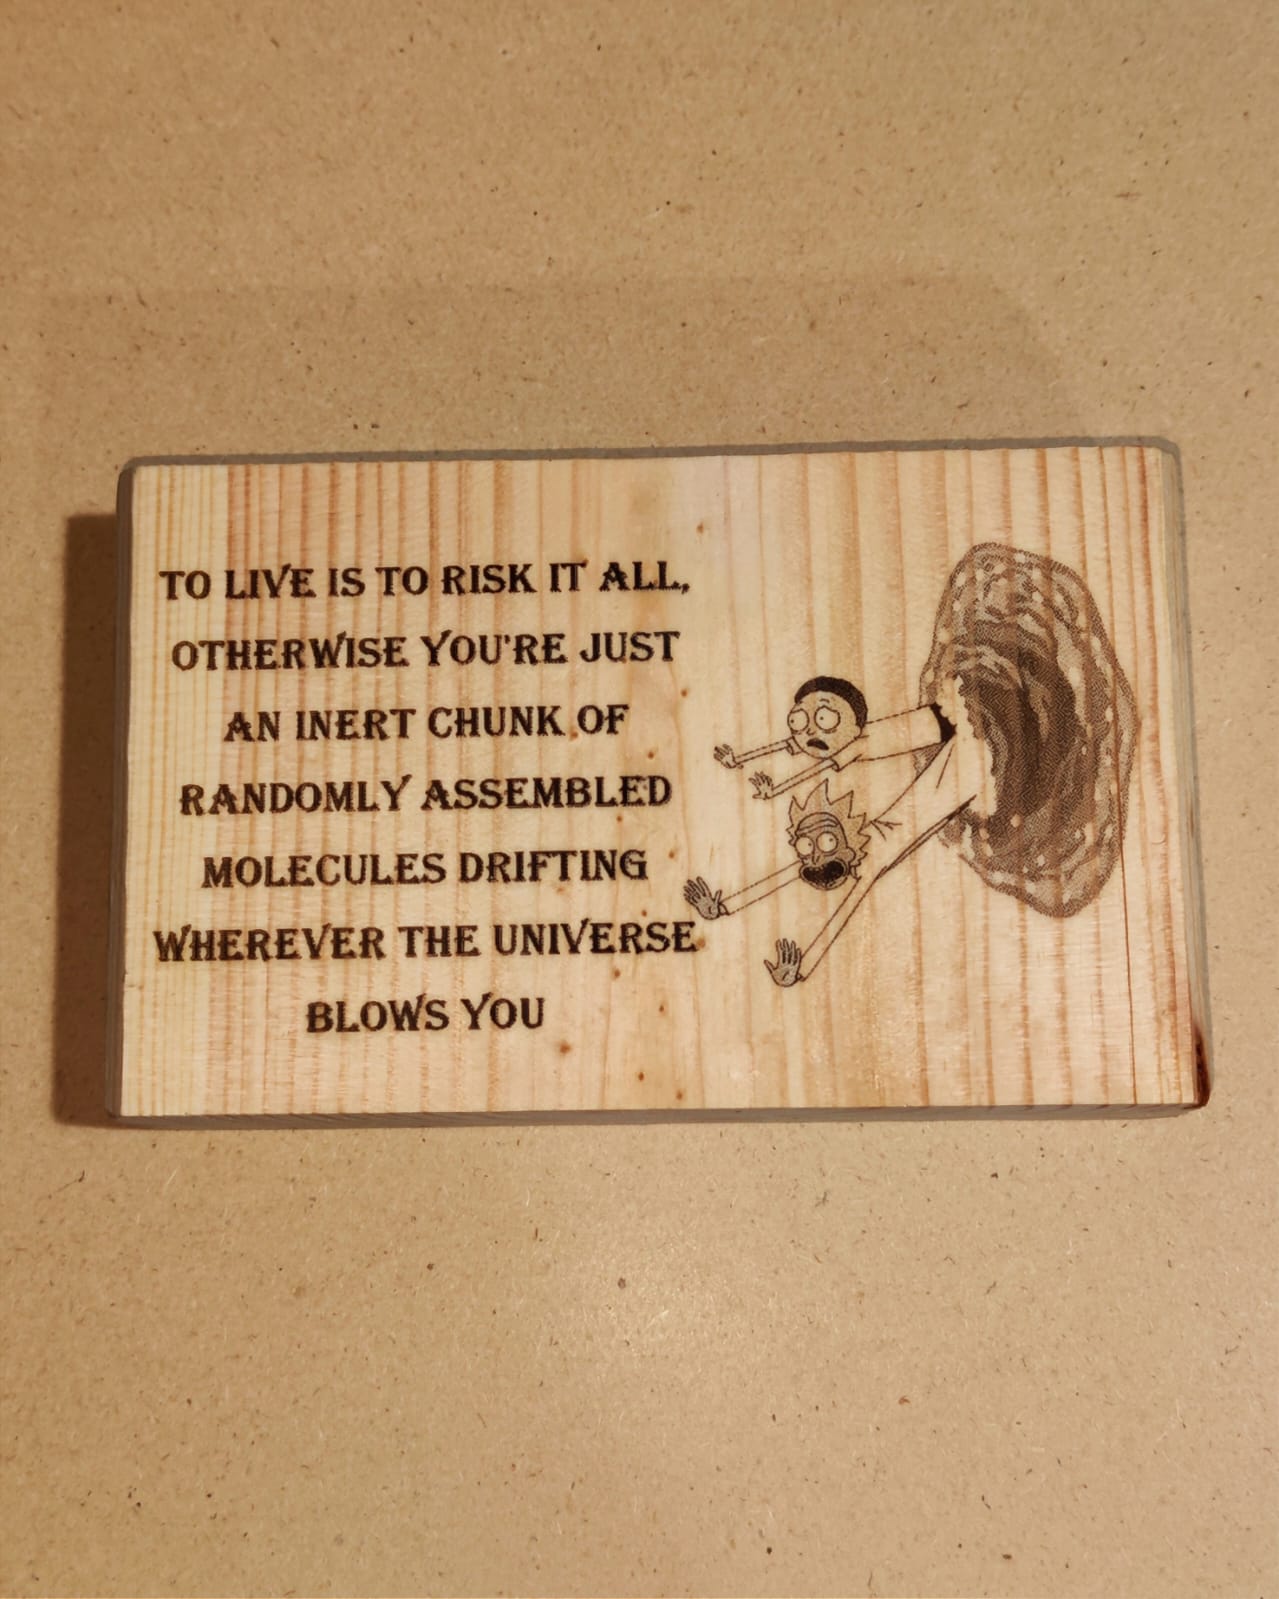 TO LIVE IS TO RISK IT ALL,
OTHERWISE YOU'RE JUST
AN INERT CHUNK OF
RANDOMLY ASSEMBLED
MOLECULES DRIFTING
WHEREVER THE UNIVERSE
BLOWS YOU